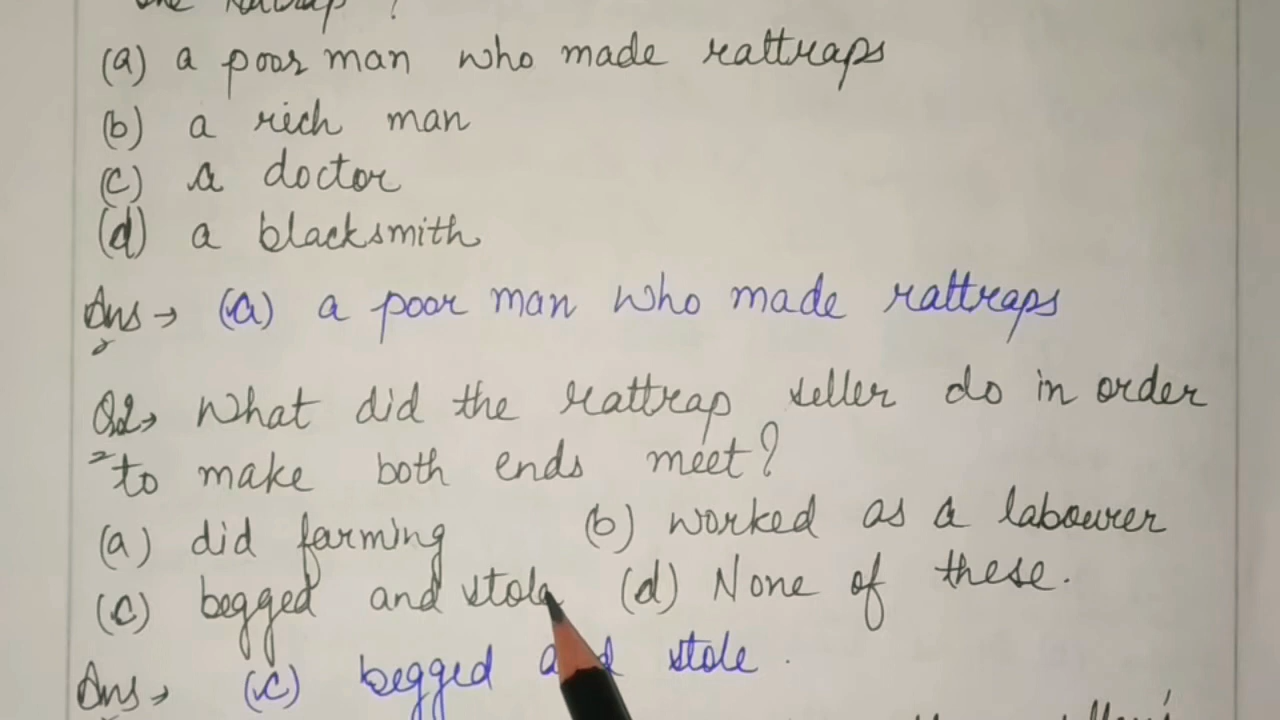 (a) a poor man who made rattraps
(b) a rich man
(c) a doctor
(d) a blacksmith
Ans → (a) a poor man who made rattraps
Q2→ What did the rattrap seller do in order
to make both ends meet?
(a) did farming (b) worked as a labourer
(c) begged and stole (d) None of these.
Ans → (c) begged and stole.